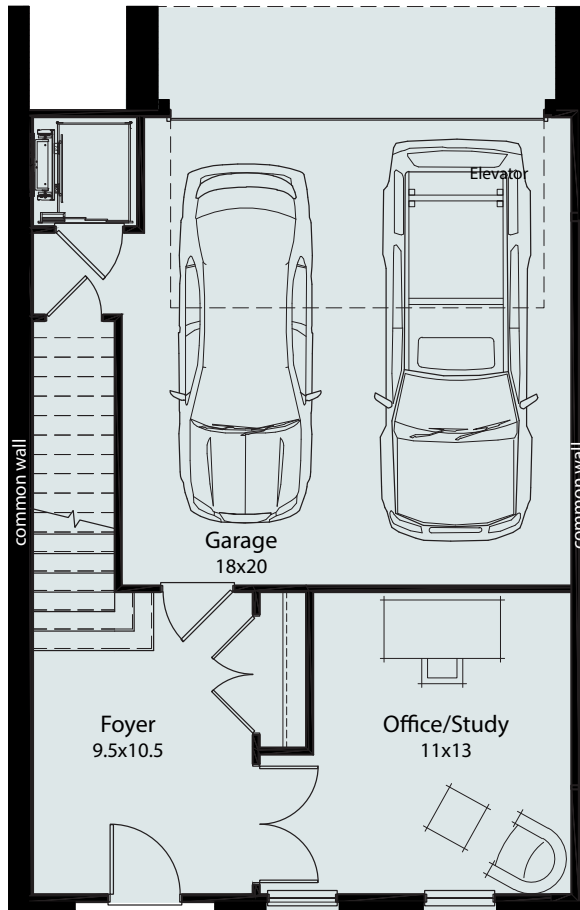 Elevator
common wall
common wall
Garage
18x20
Foyer
9.5x10.5
Office/Study
11x13